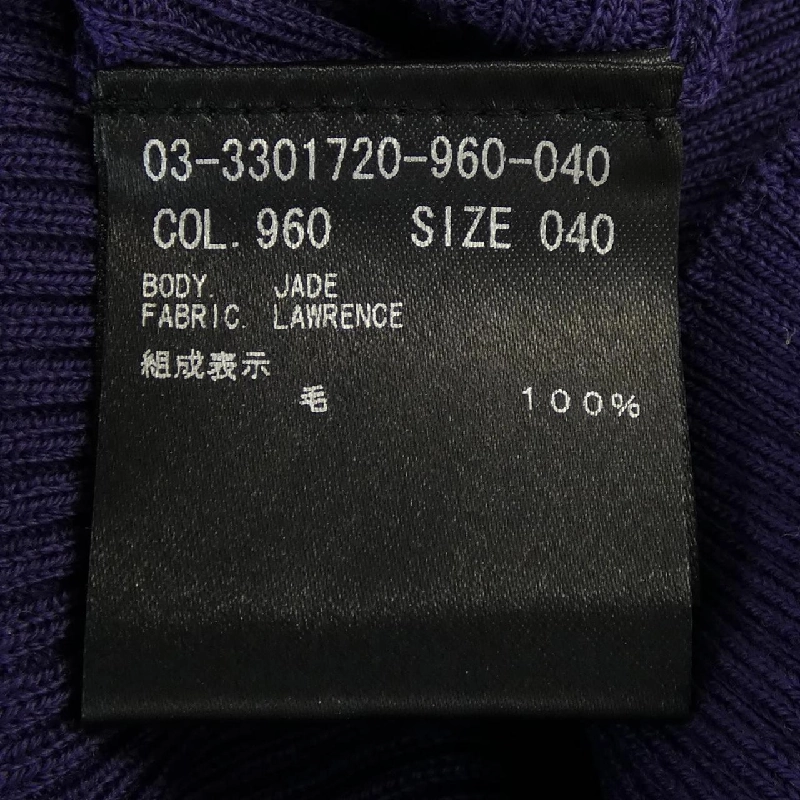 03-3301720-960-040
COL. 960 SIZE 040
BODY. JADE
FABRIC. LAWRENCE
組成表示
毛 100%